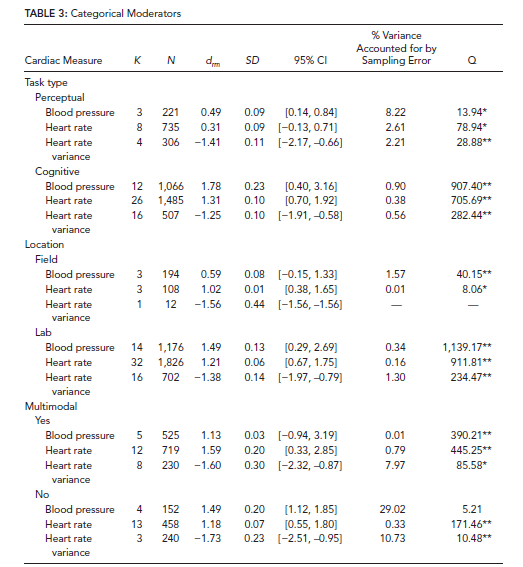 TABLE 3: Categorical Moderators
% Variance
Accounted for by
Cardiac Measure K N drm SD 95% CI Sampling Error Q
Task type
Perceptual
Blood pressure 3 221 0.49 0.09 [0.14, 0.84] 8.22 13.94*
Heart rate 8 735 0.31 0.09 [−0.13, 0.71] 2.61 78.94*
Heart rate 4 306 −1.41 0.11 [−2.17, −0.66] 2.21 28.88**
variance
Cognitive
Blood pressure 12 1,066 1.78 0.23 [0.40, 3.16] 0.90 907.40**
Heart rate 26 1,485 1.31 0.10 [0.70, 1.92] 0.38 705.69**
Heart rate 16 507 −1.25 0.10 [−1.91, −0.58] 0.56 282.44**
variance
Location
Field
Blood pressure 3 194 0.59 0.08 [−0.15, 1.33] 1.57 40.15**
Heart rate 3 108 1.02 0.01 [0.38, 1.65] 0.01 8.06*
Heart rate 1 12 −1.56 0.44 [−1.56, −1.56] — —
variance
Lab
Blood pressure 14 1,176 1.49 0.13 [0.29, 2.69] 0.34 1,139.17**
Heart rate 32 1,826 1.21 0.06 [0.67, 1.75] 0.16 911.81**
Heart rate 16 702 −1.38 0.14 [−1.97, −0.79] 1.30 234.47**
variance
Multimodal
Yes
Blood pressure 5 525 1.13 0.03 [−0.94, 3.19] 0.01 390.21**
Heart rate 12 719 1.59 0.20 [0.33, 2.85] 0.79 445.25**
Heart rate 8 230 −1.60 0.30 [−2.32, −0.87] 7.97 85.58*
variance
No
Blood pressure 4 152 1.49 0.20 [1.12, 1.85] 29.02 5.21
Heart rate 13 458 1.18 0.07 [0.55, 1.80] 0.33 171.46**
Heart rate 3 240 −1.73 0.23 [−2.51, −0.95] 10.73 10.48**
variance